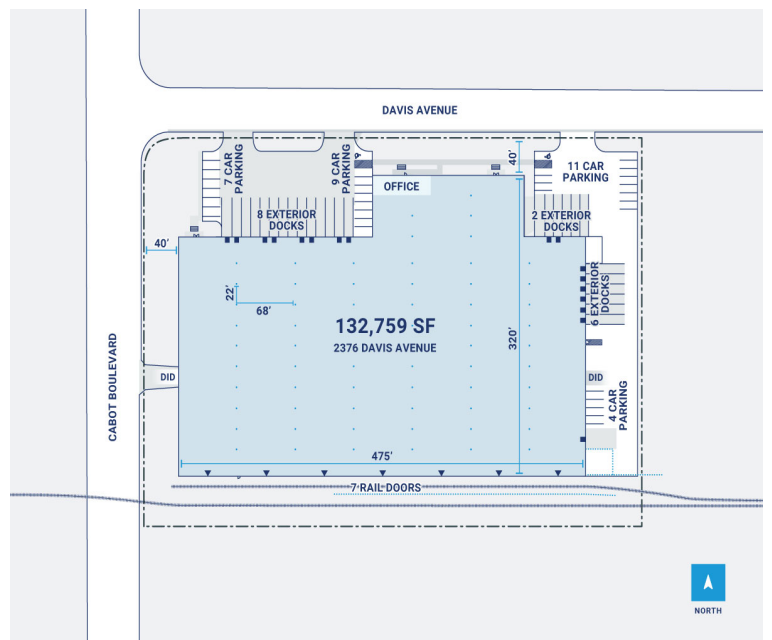 DAVIS AVENUE
7 CAR
PARKING
9 CAR
PARKING
40'
11 CAR
PARKING
OFFICE
8 EXTERIOR
DOCKS
2 EXTERIOR
DOCKS
40'
22'
68'
6 EXTERIOR
DOCKS
132,759 SF
2376 DAVIS AVENUE
320'
CABOT BOULEVARD
DID
DID
4 CAR
PARKING
475'
7 RAIL DOORS
NORTH